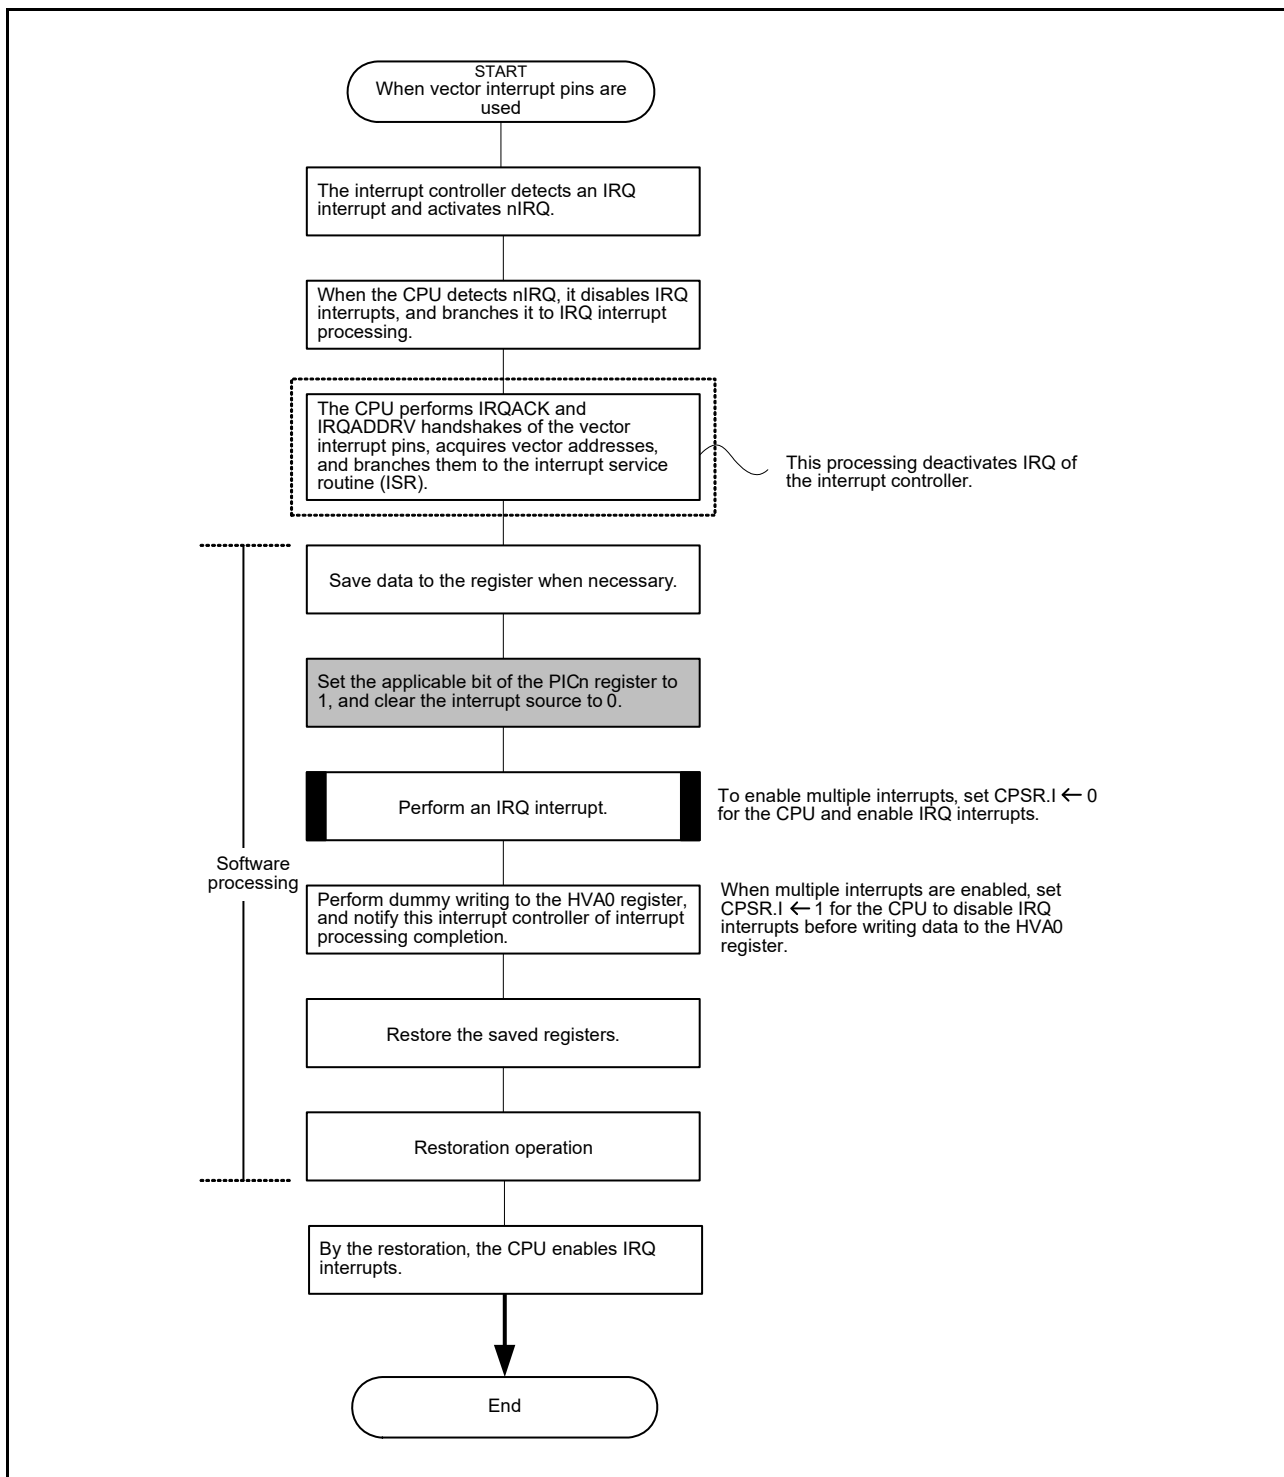 START
When vector interrupt pins are
used
The interrupt controller detects an IRQ
interrupt and activates nIRQ.
When the CPU detects nIRQ, it disables IRQ
interrupts, and branches it to IRQ interrupt
processing.
The CPU performs IRQACK and
IRQADDRV handshakes of the vector
interrupt pins, acquires vector addresses,
and branches them to the interrupt service
routine (ISR).
This processing deactivates IRQ of
the interrupt controller.
Save data to the register when necessary.
Set the applicable bit of the PICn register to
1, and clear the interrupt source to 0.
Perform an IRQ interrupt.
To enable multiple interrupts, set CPSR.I ← 0
for the CPU and enable IRQ interrupts.
Software
processing
Perform dummy writing to the HVA0 register,
and notify this interrupt controller of interrupt
processing completion.
When multiple interrupts are enabled, set
CPSR.I ← 1 for the CPU to disable IRQ
interrupts before writing data to the HVA0
register.
Restore the saved registers.
Restoration operation
By the restoration, the CPU enables IRQ
interrupts.
End